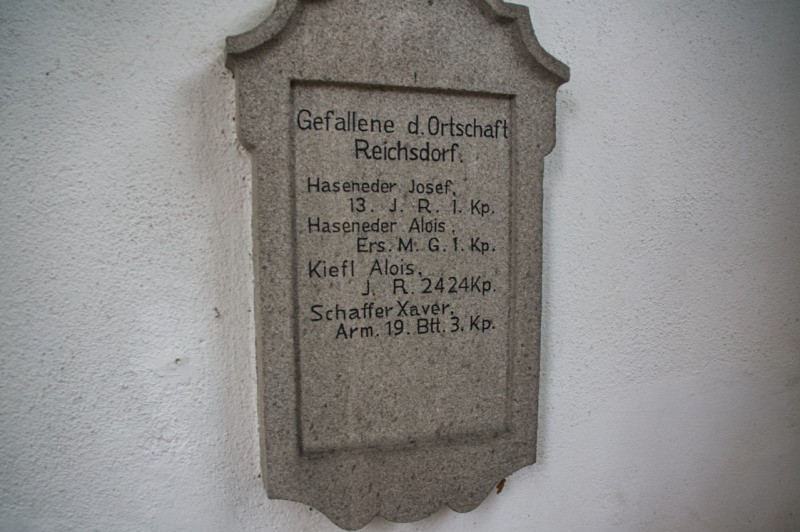 Gefallene d. Ortschaft
Reichsdorf.
Haseneder Josef,
13. J. R. 1. Kp.
Haseneder Alois,
Ers. M. G. 1. Kp.
Kiefl Alois,
J. R. 2424Kp.
Schaffer Xaver,
Arm. 19. Btt. 3. Kp.